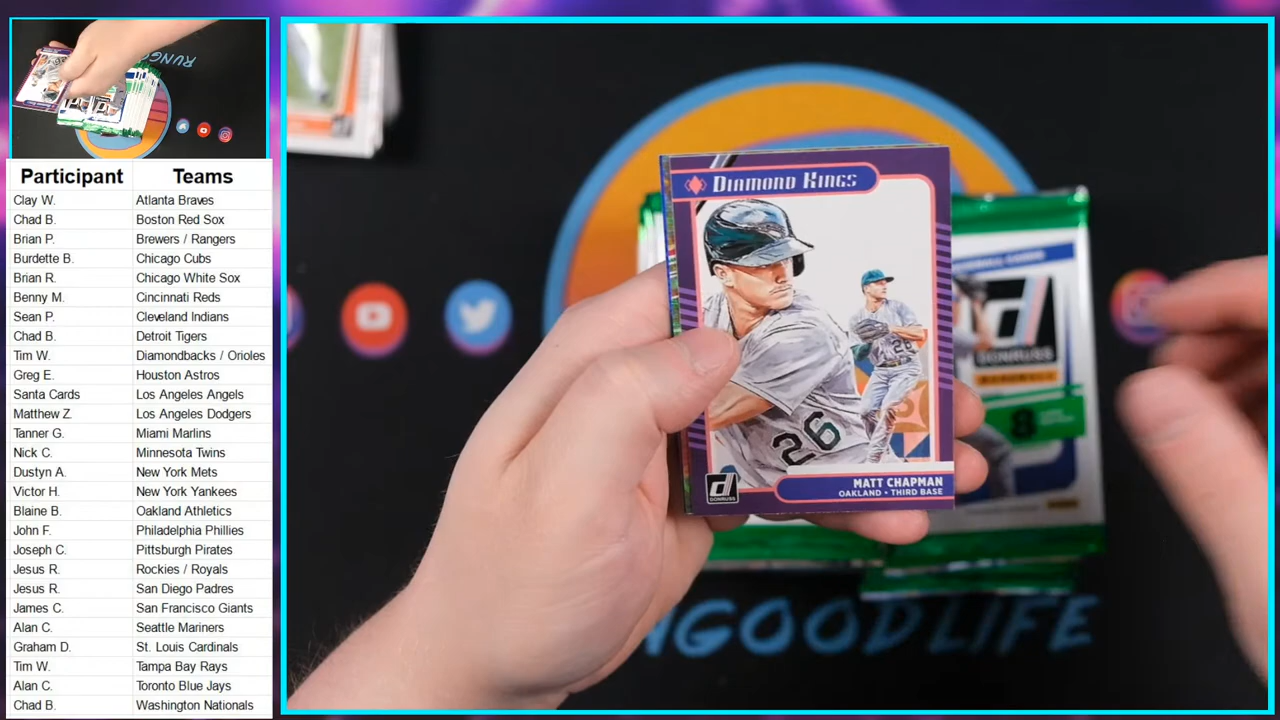 RUNGOODLIFE
Participant Teams
Clay W. Atlanta Braves
Chad B. Boston Red Sox
Brian P. Brewers / Rangers
Burdette B. Chicago Cubs
Brian R. Chicago White Sox
Benny M. Cincinnati Reds
Sean P. Cleveland Indians
Chad B. Detroit Tigers
Tim W. Diamondbacks / Orioles
Greg E. Houston Astros
Santa Cards Los Angeles Angels
Matthew Z. Los Angeles Dodgers
Tanner G. Miami Marlins
Nick C. Minnesota Twins
Dustyn A. New York Mets
Victor H. New York Yankees
Blaine B. Oakland Athletics
John F. Philadelphia Phillies
Joseph C. Pittsburgh Pirates
Jesus R. Rockies / Royals
Jesus R. San Diego Padres
James C. San Francisco Giants
Alan C. Seattle Mariners
Graham D. St. Louis Cardinals
Tim W. Tampa Bay Rays
Alan C. Toronto Blue Jays
Chad B. Washington Nationals
DIAMOND KINGS
26
26
d
DONRUSS
MATT CHAPMAN
OAKLAND • THIRD BASE
d
DONRUSS
BASEBALL
8
NGOODLIFE